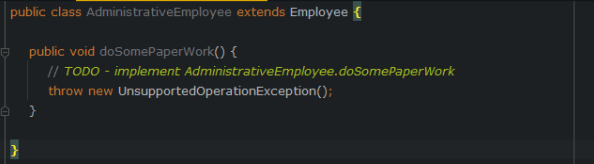 public class AdministrativeEmployee extends Employee {
public void doSomePaperWork() {
// TODO - implement AdministrativeEmployee.doSomePaperWork
throw new UnsupportedOperationException();
}
}